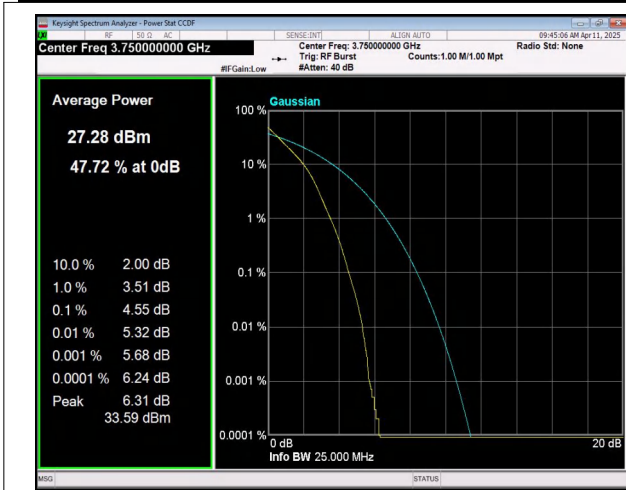 Keysight Spectrum Analyzer - Power Stat CCDF
LXI RF 50 Ω AC SENSE:INT ALIGN AUTO 09:45:06 AM Apr 11, 2025
Center Freq 3.750000000 GHz Center Freq: 3.750000000 GHz Radio Std: None
Trig: RF Burst Counts:1.00 M/1.00 Mpt
#IFGain:Low #Atten: 40 dB
Average Power
27.28 dBm
47.72 % at 0dB
10.0 % 2.00 dB
1.0 % 3.51 dB
0.1 % 4.55 dB
0.01 % 5.32 dB
0.001 % 5.68 dB
0.0001 % 6.24 dB
Peak 6.31 dB
33.59 dBm
Gaussian
100 %
10 %
1 %
0.1 %
0.01 %
0.001 %
0.0001 %
0 dB 20 dB
Info BW 25.000 MHz
MSG STATUS